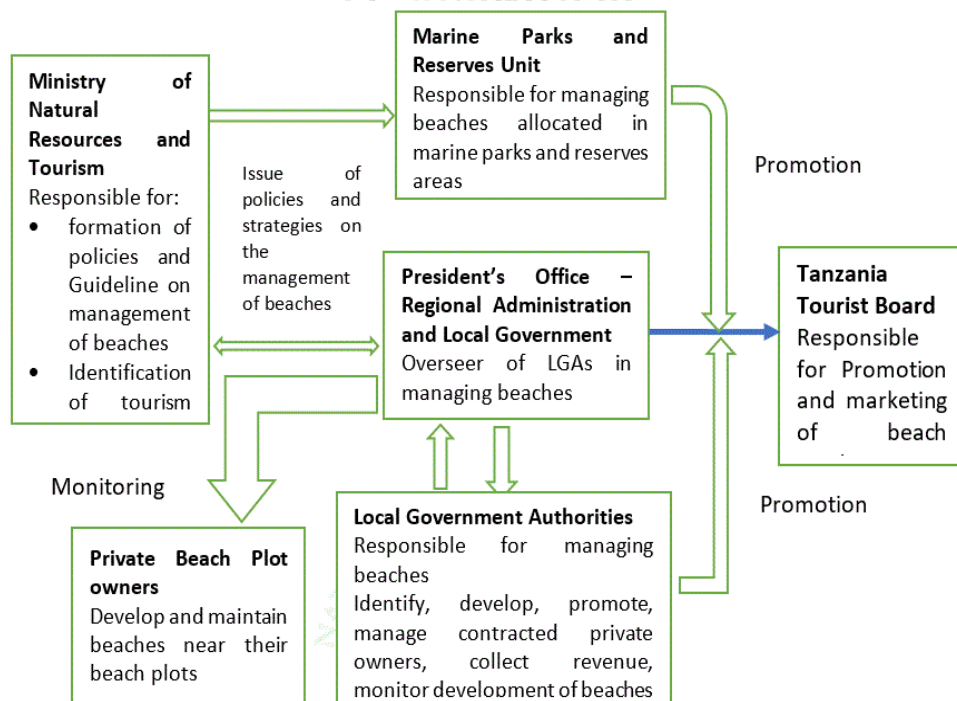 Ministry of
Natural
Resources and
Tourism
Responsible for:
• formation of
policies and
Guideline on
management
of beaches
• Identification
of tourism
Issue of
policies and
strategies on
the
management
of beaches
Marine Parks and
Reserves Unit
Responsible for managing
beaches allocated in
marine parks and reserves
areas
Promotion
President’s Office –
Regional Administration
and Local Government
Overseer of LGAs in
managing beaches
Tanzania
Tourist Board
Responsible
for Promotion
and marketing
of beach
Monitoring
Private Beach Plot
owners
Develop and maintain
beaches near their
beach plots
Local Government Authorities
Responsible for managing
beaches
Identify, develop, promote,
manage contracted private
owners, collect revenue,
monitor development of beaches
Promotion